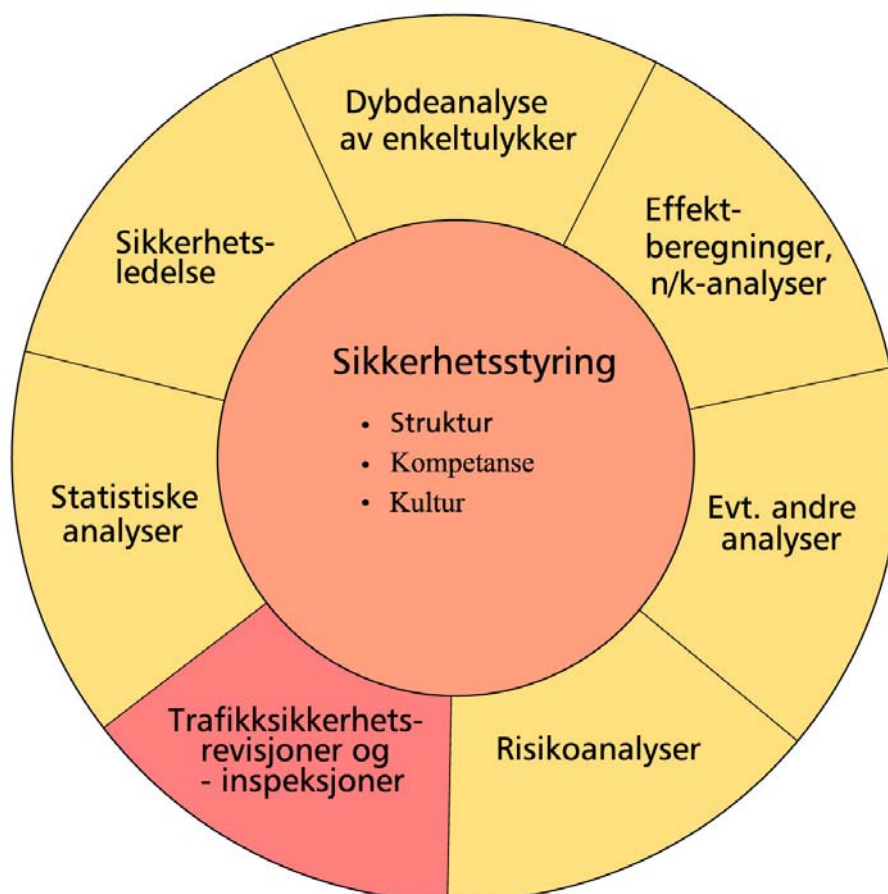 Dybdeanalyse
av enkeltulykker
Effekt-
beregninger,
n/k-analyser
Evt. andre
analyser
Risikoanalyser
Trafikksikkerhets-
revisjoner og
- inspeksjoner
Statistiske
analyser
Sikkerhets-
ledelse
Sikkerhetsstyring
• Struktur
• Kompetanse
• Kultur